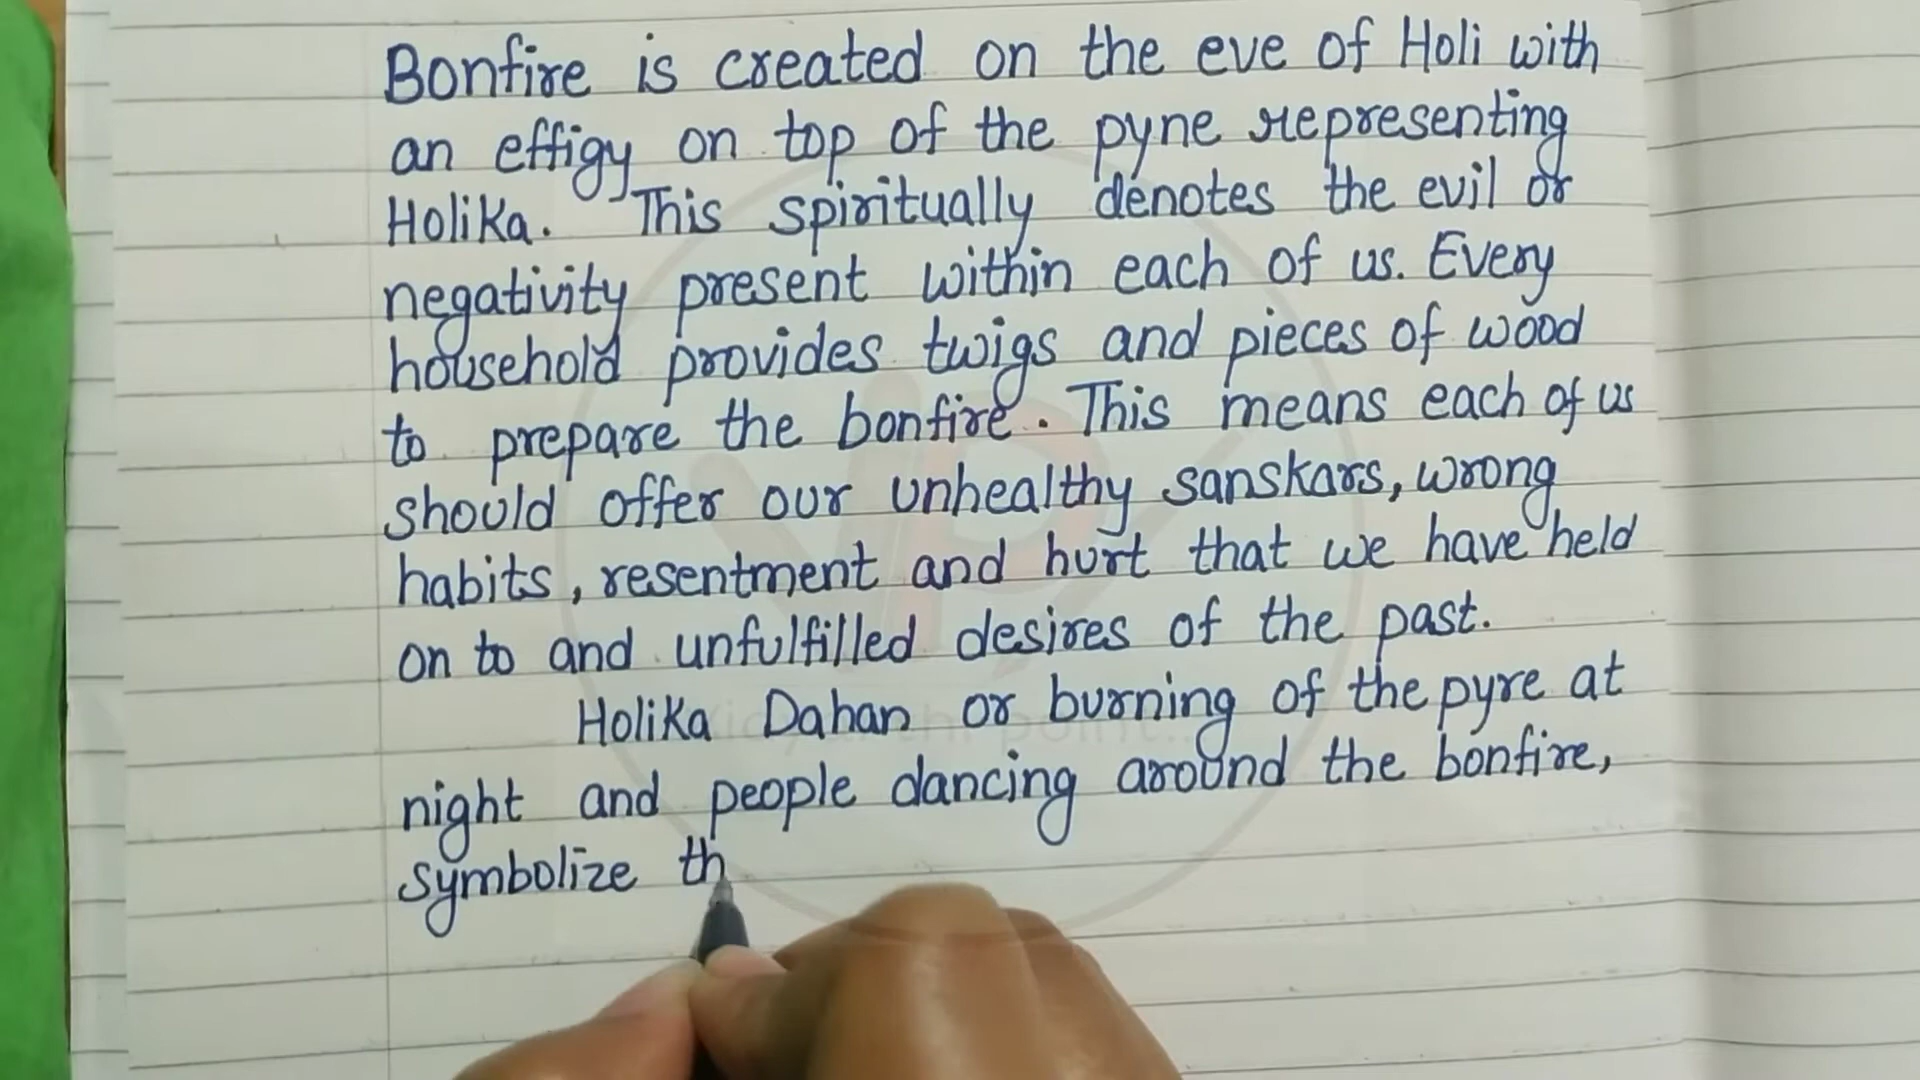 Bonfire is created on the eve of Holi with
an effigy on top of the pyne representing
Holika. This spiritually denotes the evil or
negativity present within each of us. Every
household provides twigs and pieces of wood
to prepare the bonfire. This means each of us
should offer our unhealthy sanskars, wrong
habits, resentment and hurt that we have held
on to and unfulfilled desires of the past.
Holika Dahan or burning of the pyre at
night and people dancing around the bonfire,
symbolize th